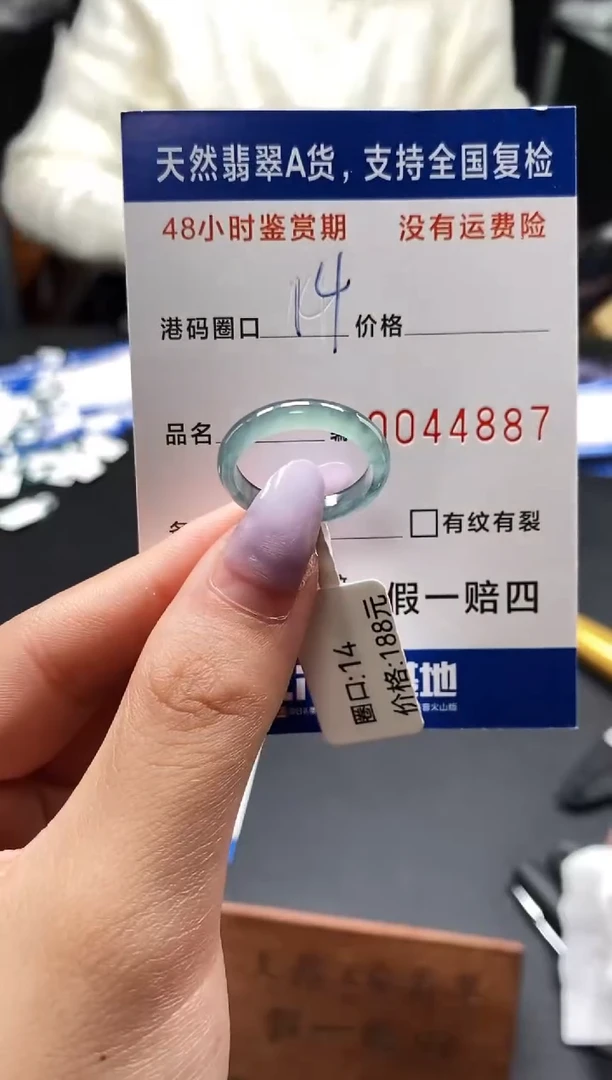 天然翡翠A货，支持全国复检
48小时鉴赏期 没有运费险
港码圈口 14 价格
品名 0044887
有纹有裂
假一赔四
圈口:14
价格:188元
地